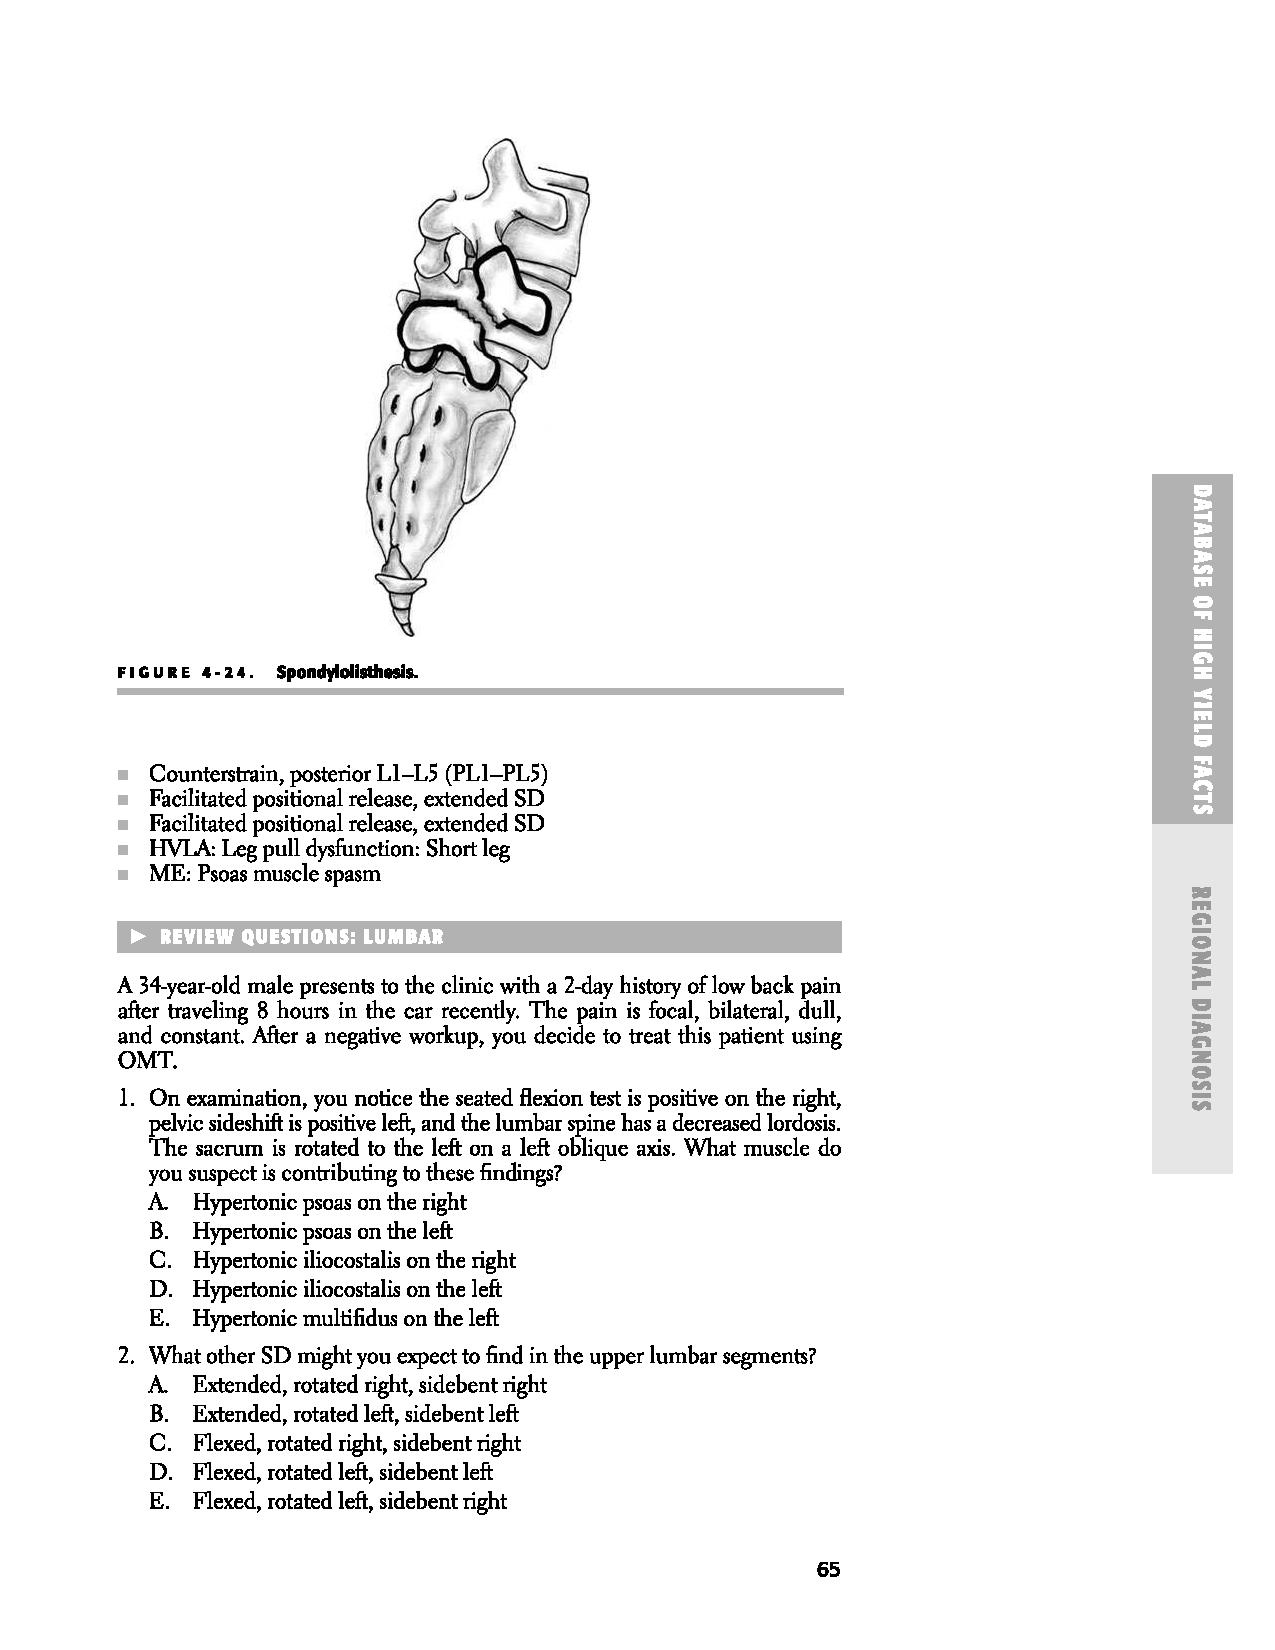 FIGURE 4-24. Spondylolisthesis.
■ Counterstrain, posterior L1–L5 (PL1–PL5)
■ Facilitated positional release, extended SD
■ Facilitated positional release, extended SD
■ HVLA: Leg pull dysfunction: Short leg
■ ME: Psoas muscle spasm
▶ REVIEW QUESTIONS: LUMBAR
A 34-year-old male presents to the clinic with a 2-day history of low back pain
after traveling 8 hours in the car recently. The pain is focal, bilateral, dull,
and constant. After a negative workup, you decide to treat this patient using
OMT.
1. On examination, you notice the seated flexion test is positive on the right,
pelvic sideshift is positive left, and the lumbar spine has a decreased lordosis.
The sacrum is rotated to the left on a left oblique axis. What muscle do
you suspect is contributing to these findings?
A. Hypertonic psoas on the right
B. Hypertonic psoas on the left
C. Hypertonic iliocostalis on the right
D. Hypertonic iliocostalis on the left
E. Hypertonic multifidus on the left
2. What other SD might you expect to find in the upper lumbar segments?
A. Extended, rotated right, sidebent right
B. Extended, rotated left, sidebent left
C. Flexed, rotated right, sidebent right
D. Flexed, rotated left, sidebent left
E. Flexed, rotated left, sidebent right
65
DATABASE OF HIGH YIELD FACTS
REGIONAL DIAGNOSIS